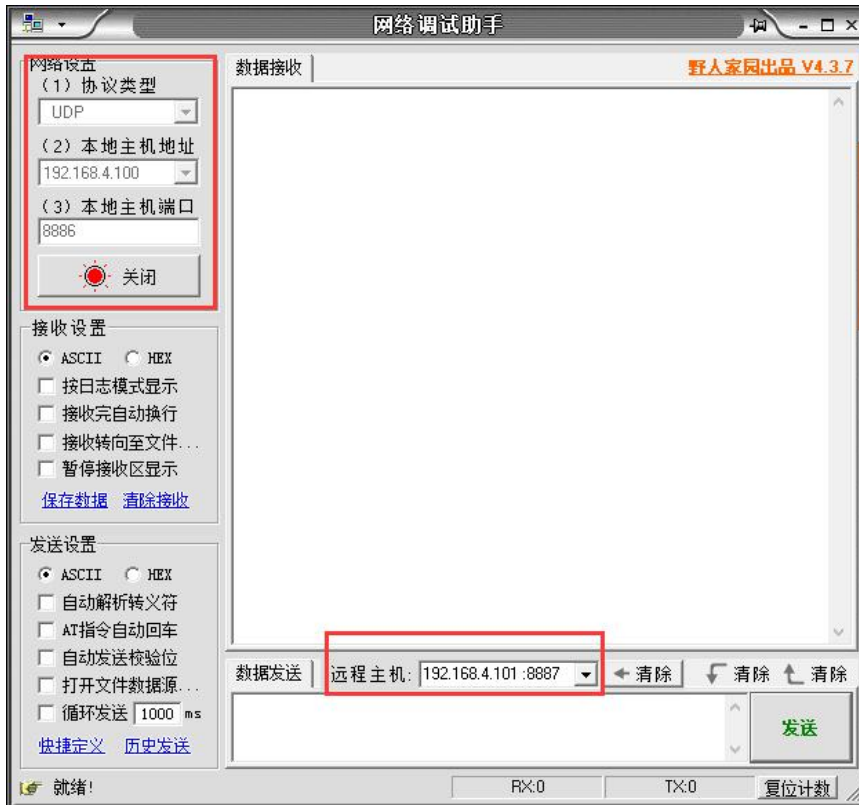 网络调试助手
网络设置
(1) 协议类型
UDP
(2) 本地主机地址
192.168.4.100
(3) 本地主机端口
8886
关闭
接收设置
ASCII HEX
按日志模式显示
接收完自动换行
接收转向至文件...
暂停接收区显示
保存数据 清除接收
发送设置
ASCII HEX
自动解析转义符
AT指令自动回车
自动发送校验位
打开文件数据源...
循环发送 1000 ms
快捷定义 历史发送
数据接收
野人家园出品 V4.3.7
数据发送 远程主机: 192.168.4.101 :8887 清除 清除 清除
发送
就绪! RX:0 TX:0 复位计数